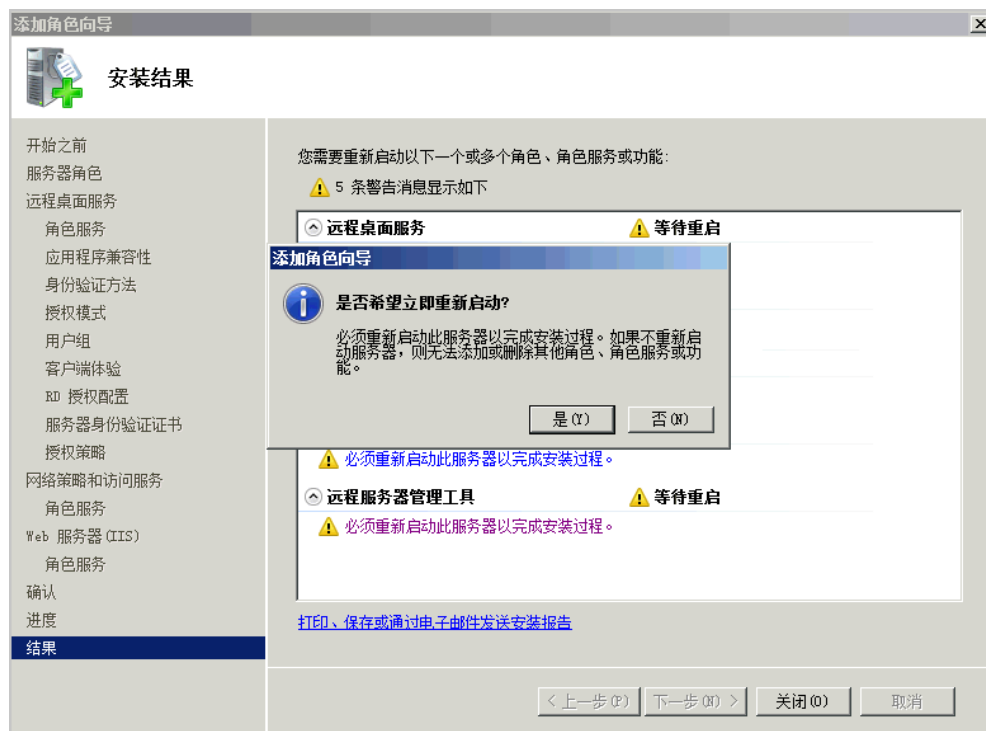 添加角色向导
安装结果
开始之前
服务器角色
远程桌面服务
角色服务
应用程序兼容性
身份验证方法
授权模式
用户组
客户端体验
RD 授权配置
服务器身份验证证书
授权策略
网络策略和访问服务
角色服务
Web 服务器(IIS)
角色服务
确认
进度
结果
您需要重新启动以下一个或多个角色、角色服务或功能:
5 条警告消息显示如下
远程桌面服务 等待重启
添加角色向导
是否希望立即重新启动?
必须重新启动此服务器以完成安装过程。如果不重新启
动服务器，则无法添加或删除其他角色、角色服务或功
能。
是(Y) 否(N)
必须重新启动此服务器以完成安装过程。
远程服务器管理工具 等待重启
必须重新启动此服务器以完成安装过程。
打印、保存或通过电子邮件发送安装报告
< 上一步(P) 下一步(N) > 关闭(O) 取消